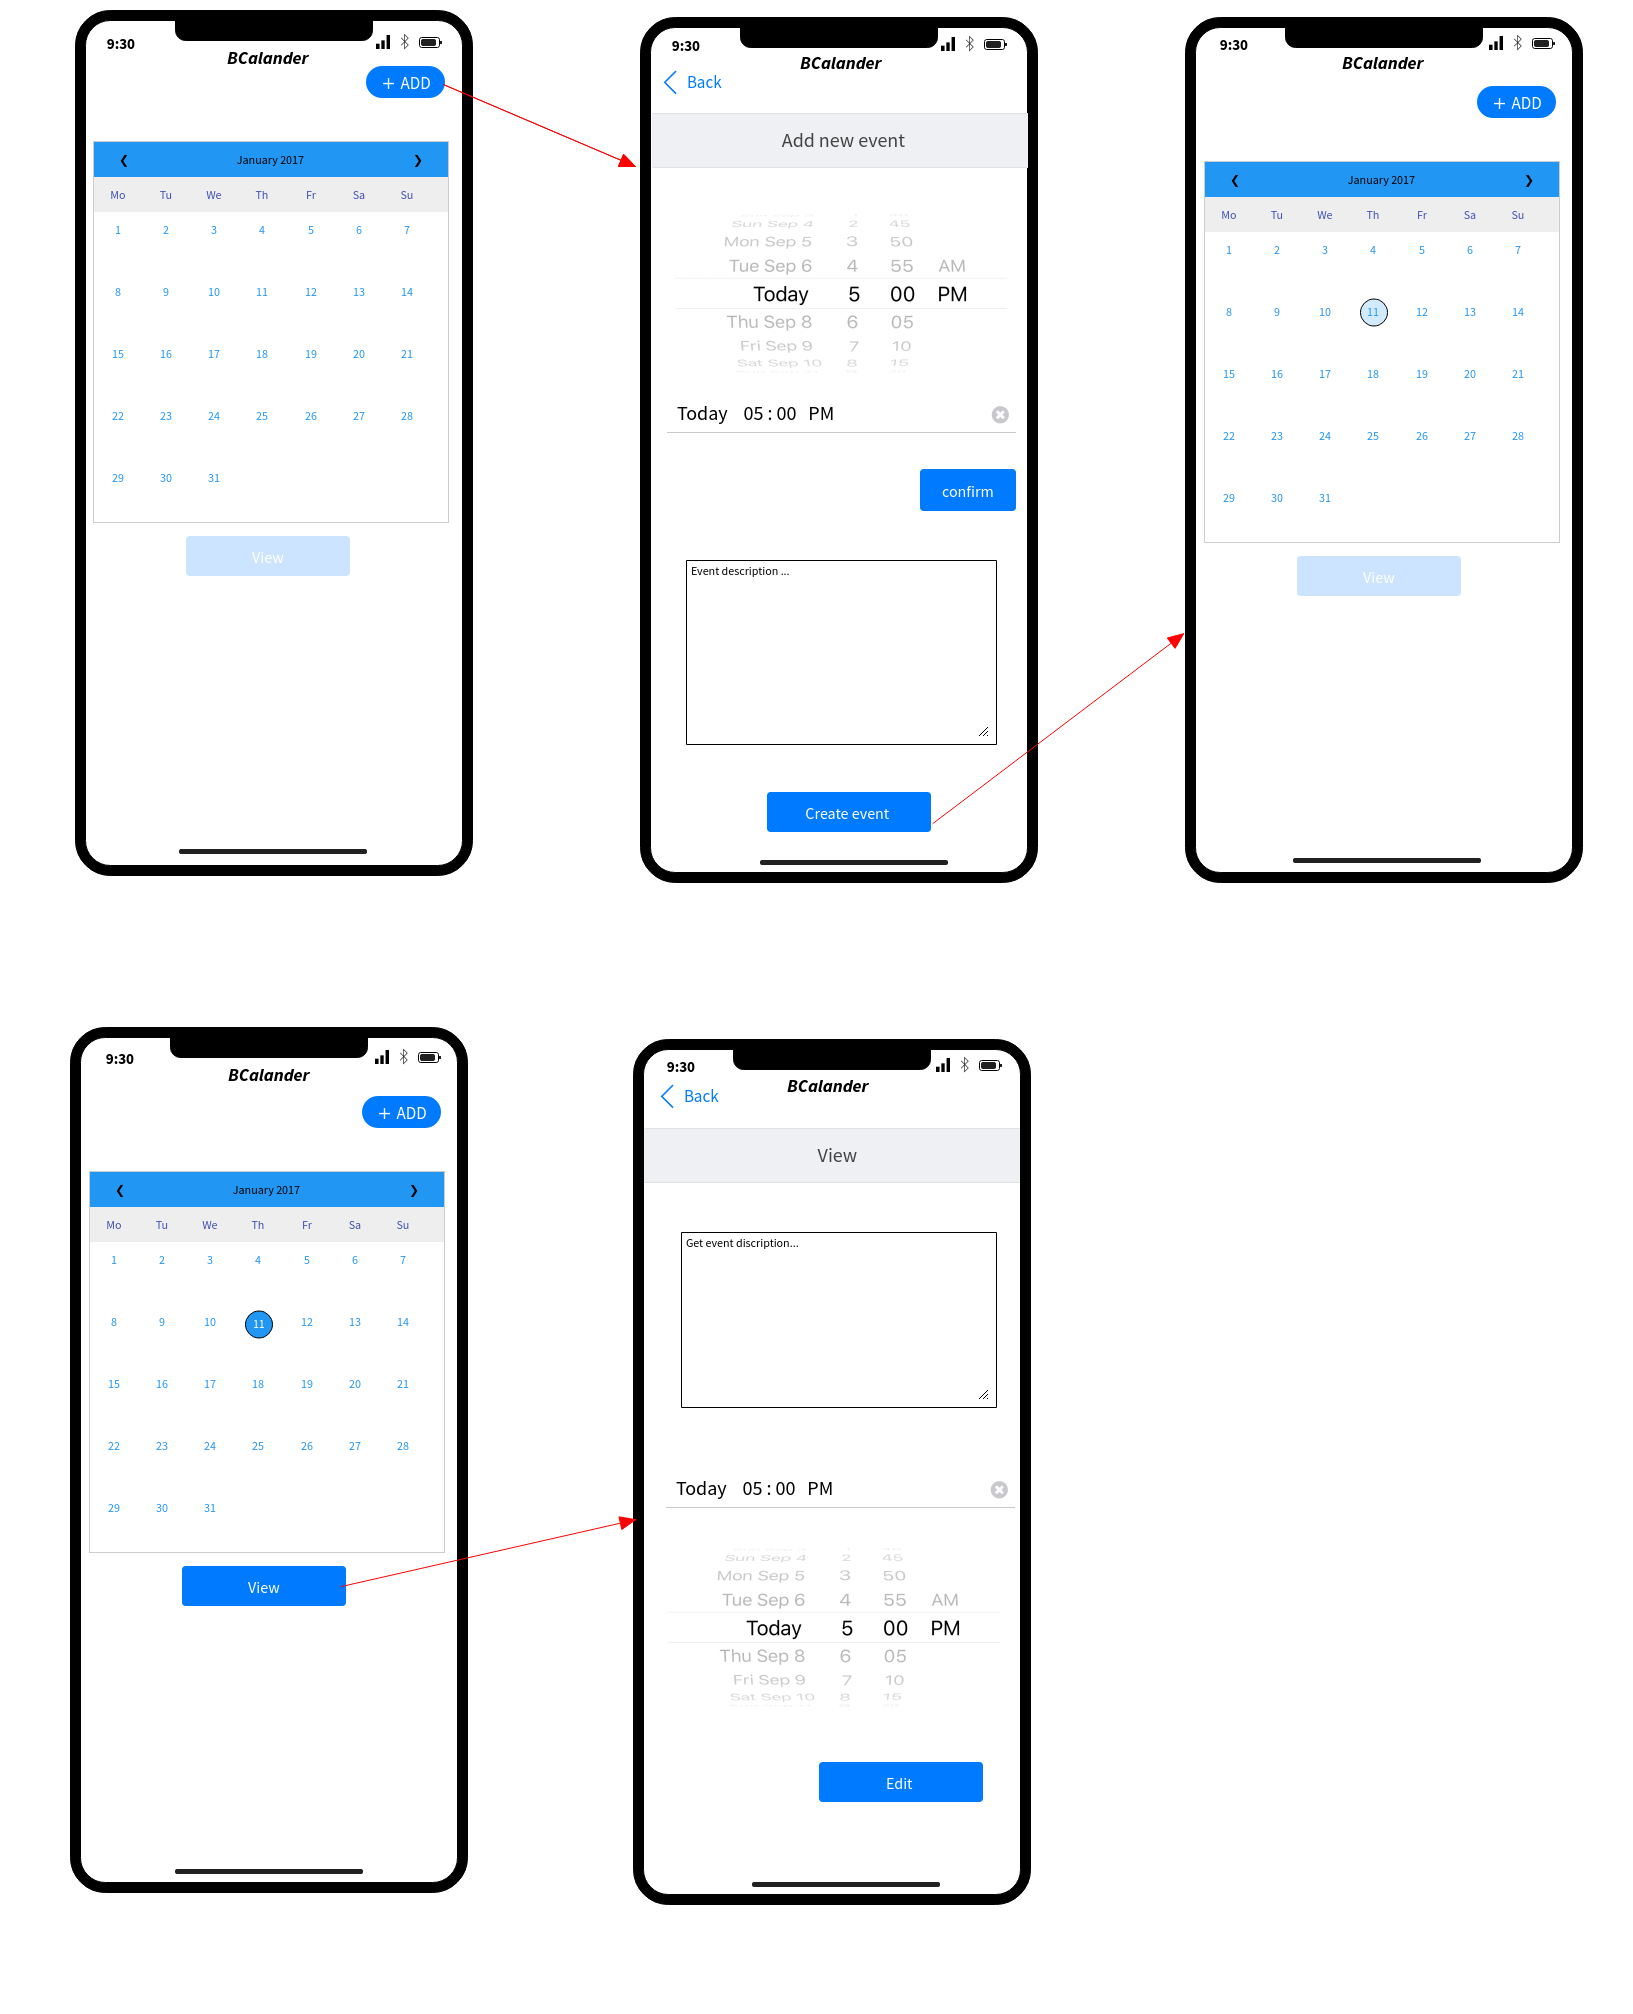 9:30
BCalander
+ ADD
❮ January 2017 ❯
Mo Tu We Th Fr Sa Su
1 2 3 4 5 6 7
8 9 10 11 12 13 14
15 16 17 18 19 20 21
22 23 24 25 26 27 28
29 30 31
View
9:30
BCalander
Back
Add new event
Sun Sep 4 2 45
Mon Sep 5 3 50
Tue Sep 6 4 55 AM
Today 5 00 PM
Thu Sep 8 6 05
Fri Sep 9 7 10
Sat Sep 10 8 15
Today 05 : 00 PM
confirm
Event description ...
Create event
9:30
BCalander
+ ADD
❮ January 2017 ❯
Mo Tu We Th Fr Sa Su
1 2 3 4 5 6 7
8 9 10 11 12 13 14
15 16 17 18 19 20 21
22 23 24 25 26 27 28
29 30 31
View
9:30
BCalander
+ ADD
❮ January 2017 ❯
Mo Tu We Th Fr Sa Su
1 2 3 4 5 6 7
8 9 10 11 12 13 14
15 16 17 18 19 20 21
22 23 24 25 26 27 28
29 30 31
View
9:30
BCalander
Back
View
Get event discription...
Today 05 : 00 PM
Sun Sep 4 2 45
Mon Sep 5 3 50
Tue Sep 6 4 55 AM
Today 5 00 PM
Thu Sep 8 6 05
Fri Sep 9 7 10
Sat Sep 10 8 15
Edit